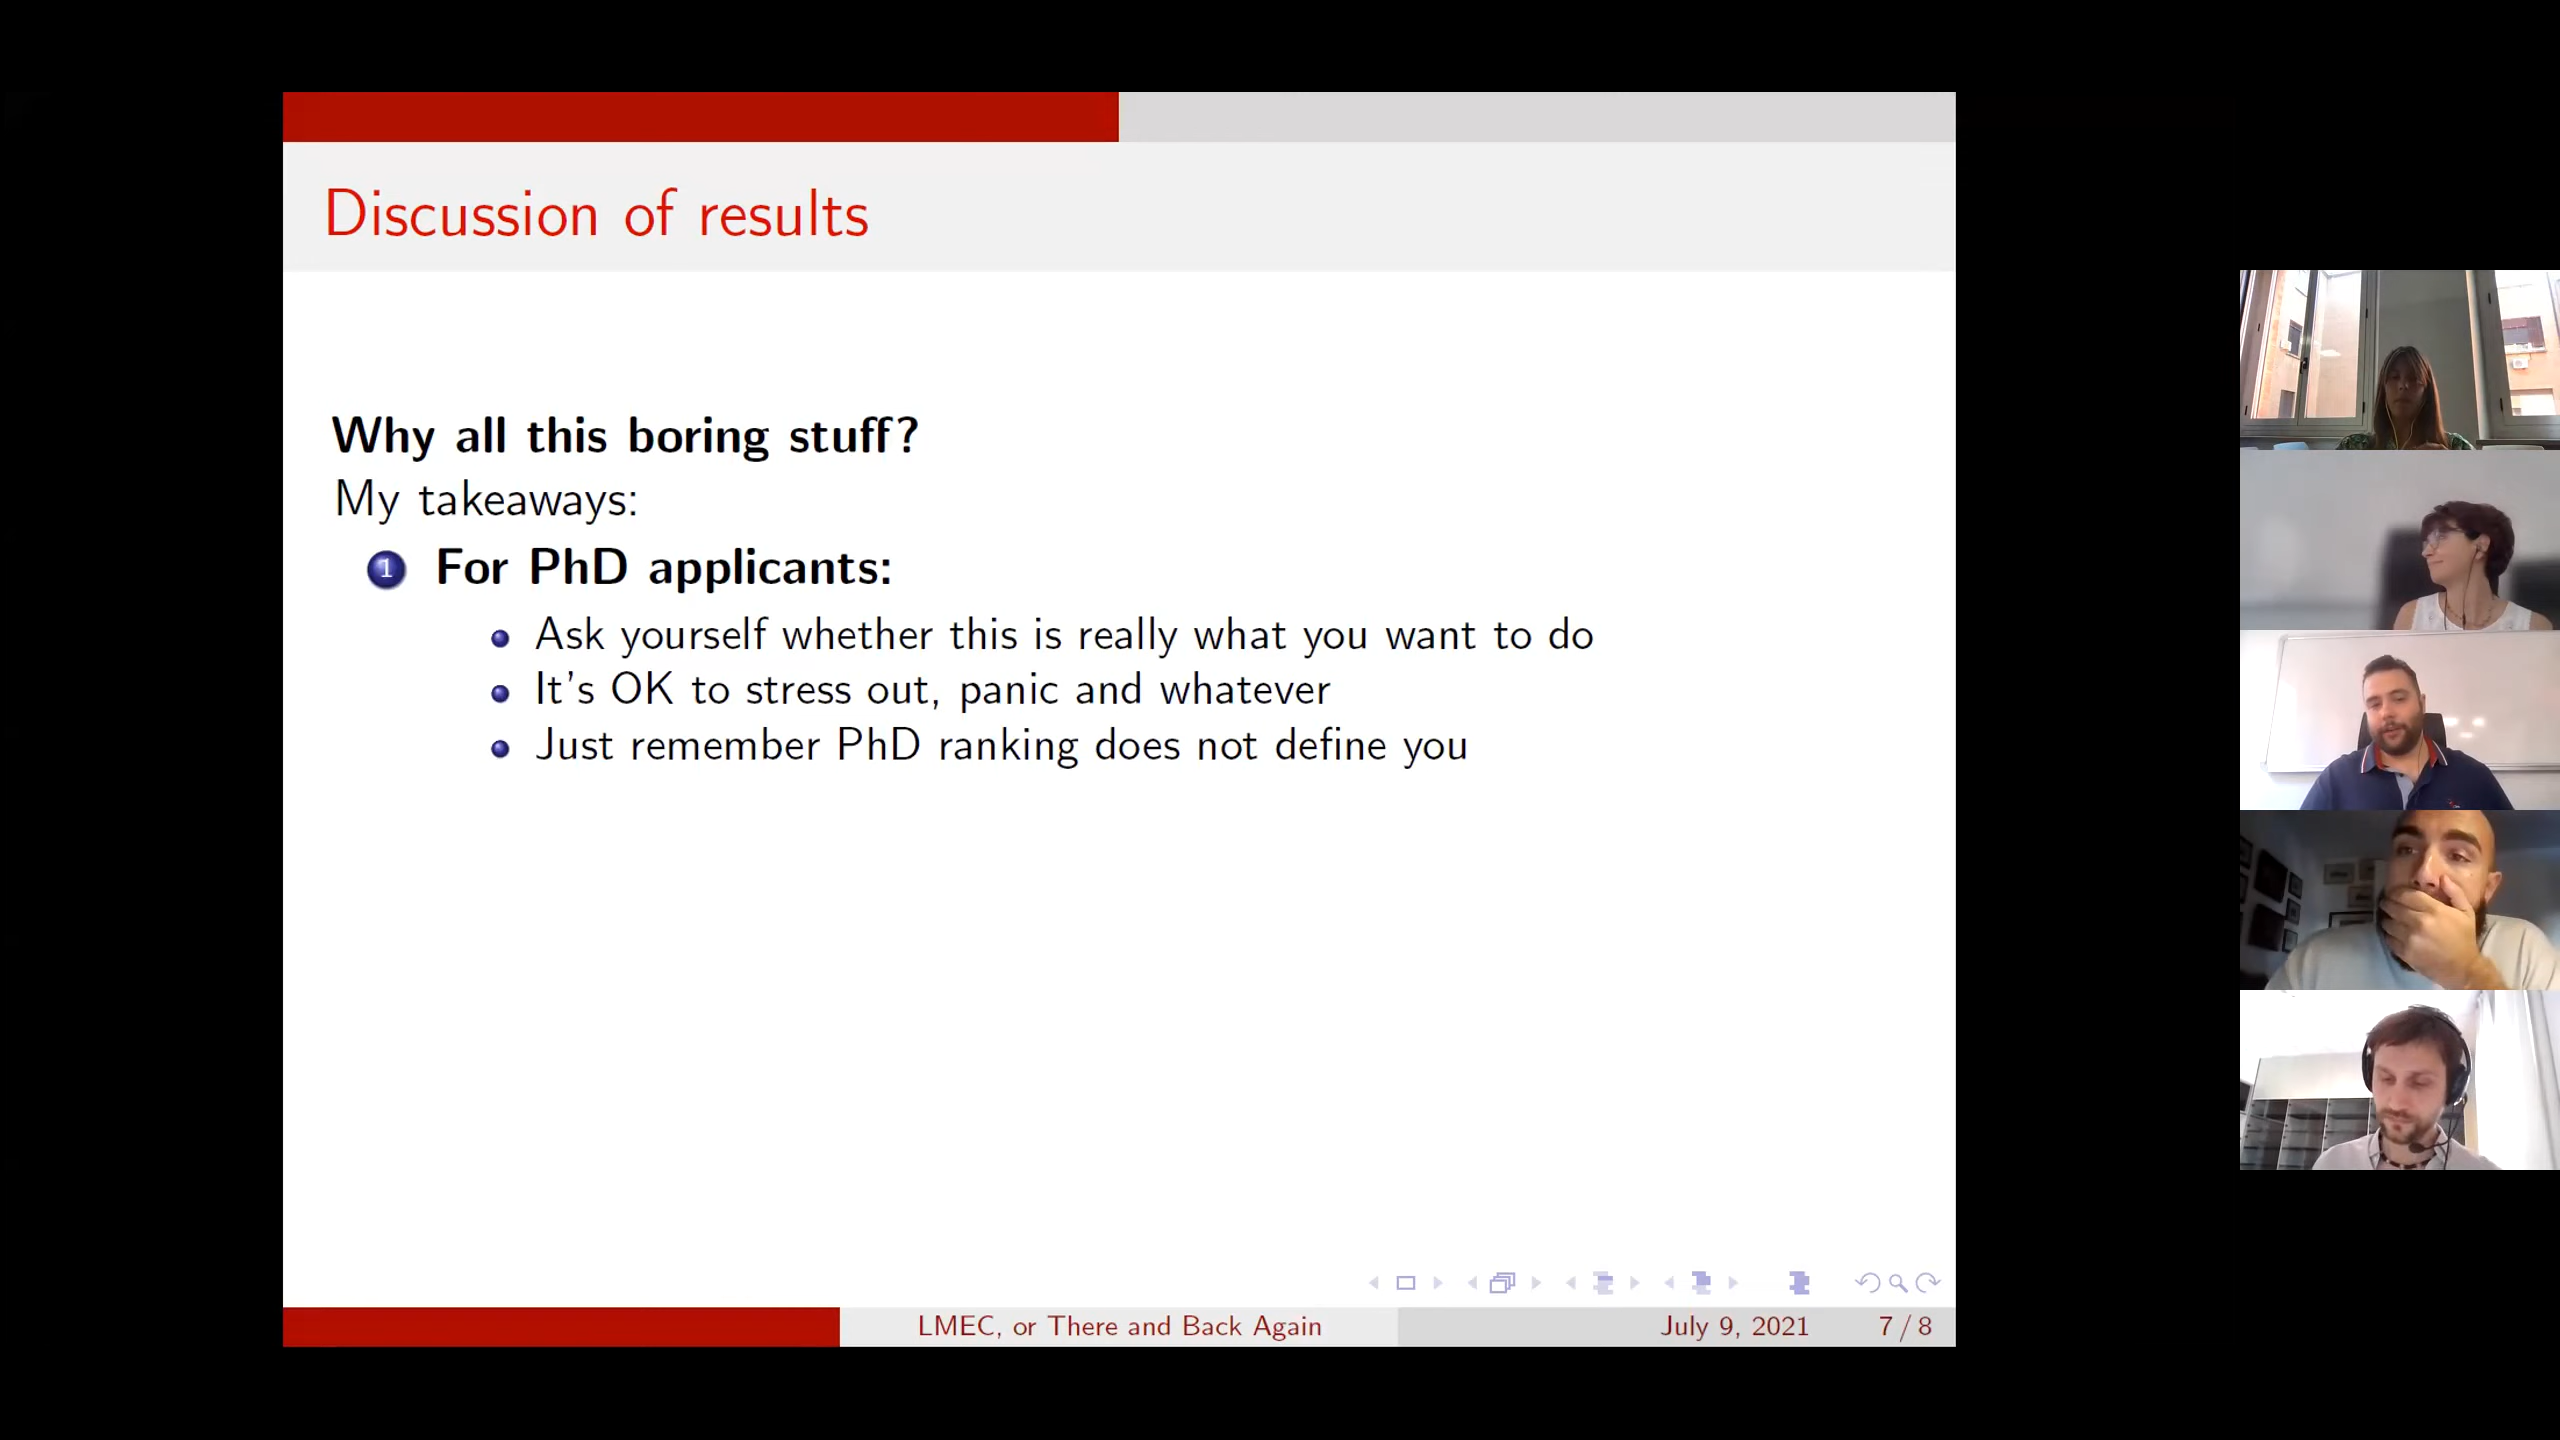 Discussion of results
Why all this boring stuff?
My takeaways:
1 For PhD applicants:
Ask yourself whether this is really what you want to do
It's OK to stress out, panic and whatever
Just remember PhD ranking does not define you
LMEC, or There and Back Again July 9, 2021 7 / 8